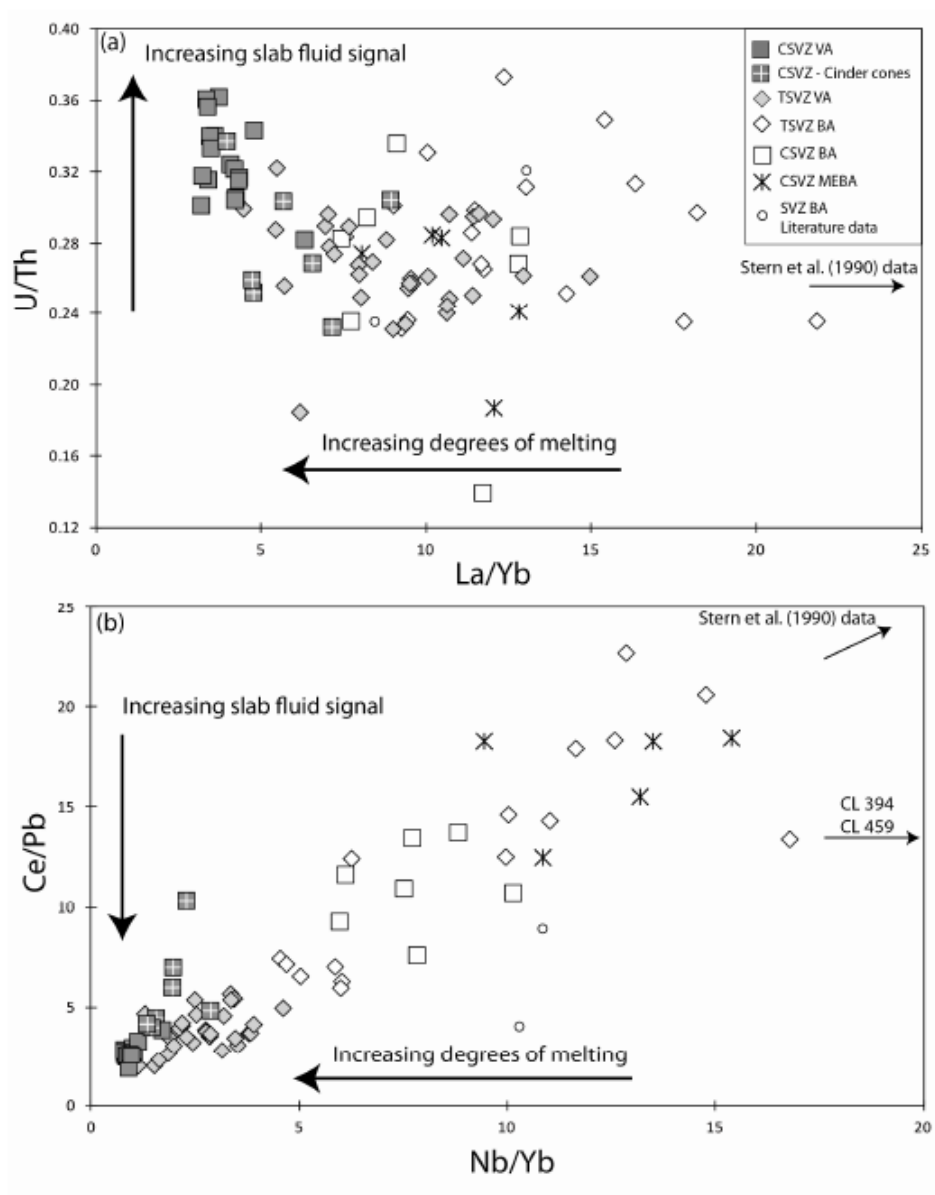 (a)
Increasing slab fluid signal
CSVZ VA
CSVZ - Cinder cones
TSVZ VA
TSVZ BA
CSVZ BA
CSVZ MEBA
SVZ BA
Literature data
Stern et al. (1990) data
Increasing degrees of melting
U/Th
0.40
0.36
0.32
0.28
0.24
0.20
0.16
0.12
0
5
10
15
20
25
La/Yb
(b)
Stern et al. (1990) data
Increasing slab fluid signal
CL 394
CL 459
Increasing degrees of melting
Ce/Pb
25
20
15
10
5
0
0
5
10
15
20
Nb/Yb